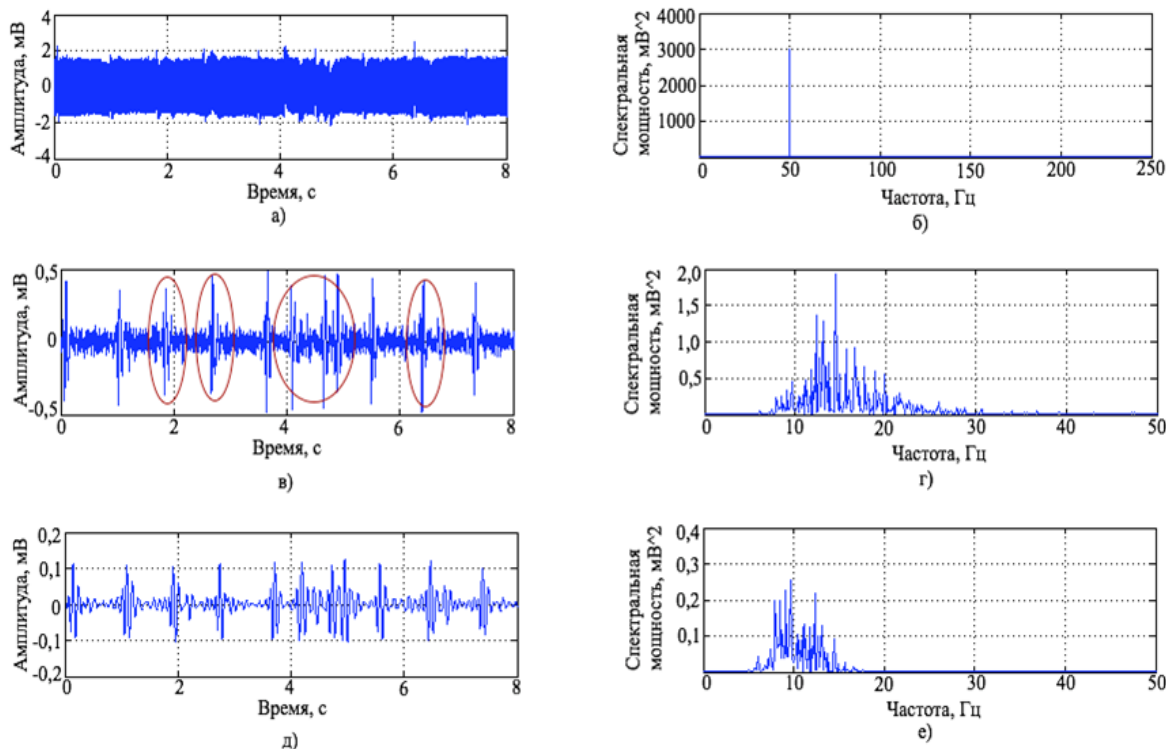 Амплитуда, мВ
4
2
0
-2
-4
0 2 4 6 8
Время, с
а)
Спектральная
мощность, мВ^2
4000
3000
2000
1000
0 50 100 150 200 250
Частота, Гц
б)
Амплитуда, мВ
0,5
0
-0,5
0 2 4 6 8
Время, с
в)
Спектральная
мощность, мВ^2
2,0
1,5
1,0
0,5
0 10 20 30 40 50
Частота, Гц
г)
Амплитуда, мВ
0,2
0,1
0
-0,1
-0,2
0 2 4 6 8
Время, с
д)
Спектральная
мощность, мВ^2
0,4
0,3
0,2
0,1
0 10 20 30 40 50
Частота, Гц
е)